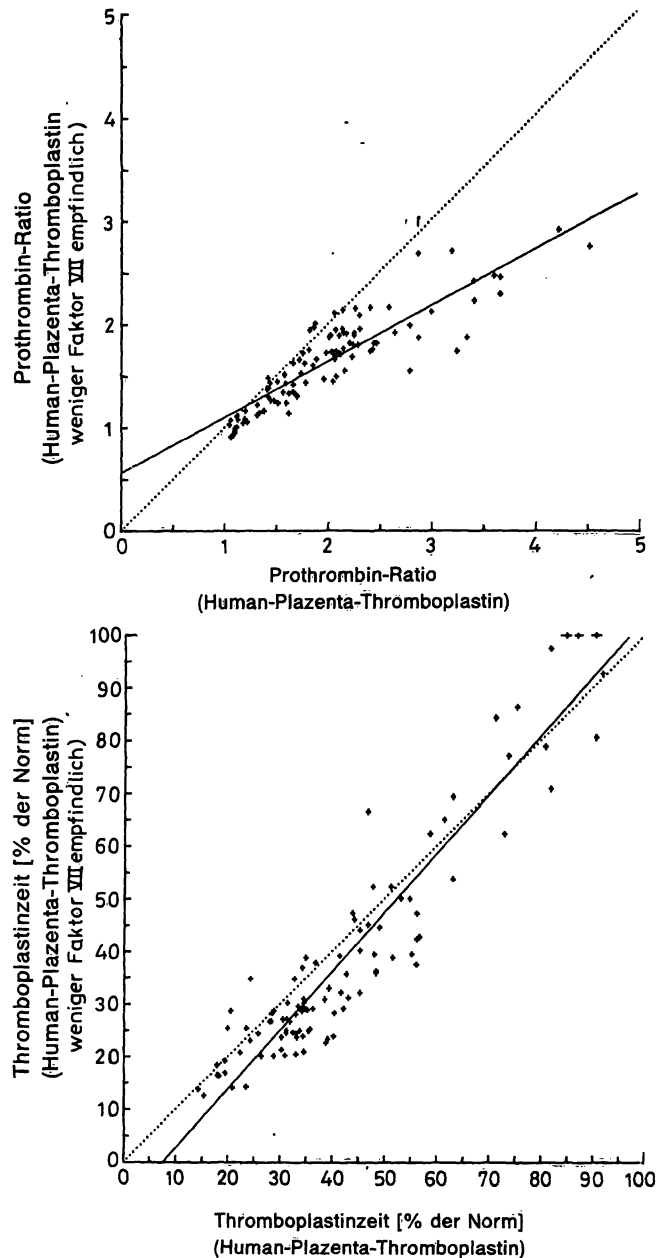 Prothrombin-Ratio
(Human-Plazenta-Thromboplastin
weniger Faktor VII empfindlich)
5
4
3
2
1
0
0 1 2 3 4 5
Prothrombin-Ratio
(Human-Plazenta-Thromboplastin)
Thromboplastinzeit [% der Norm]
(Human-Plazenta-Thromboplastin)
weniger Faktor VII empfindlich)
100
90
80
70
60
50
40
30
20
10
0
0 10 20 30 40 50 60 70 80 90 100
Thromboplastinzeit [% der Norm]
(Human-Plazenta-Thromboplastin)